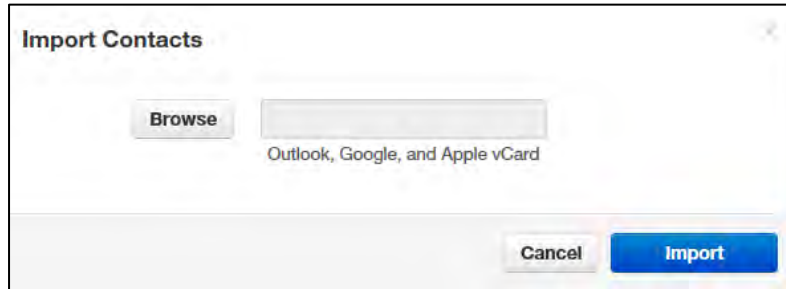 Import Contacts
Browse
Outlook, Google, and Apple vCard
Cancel Import